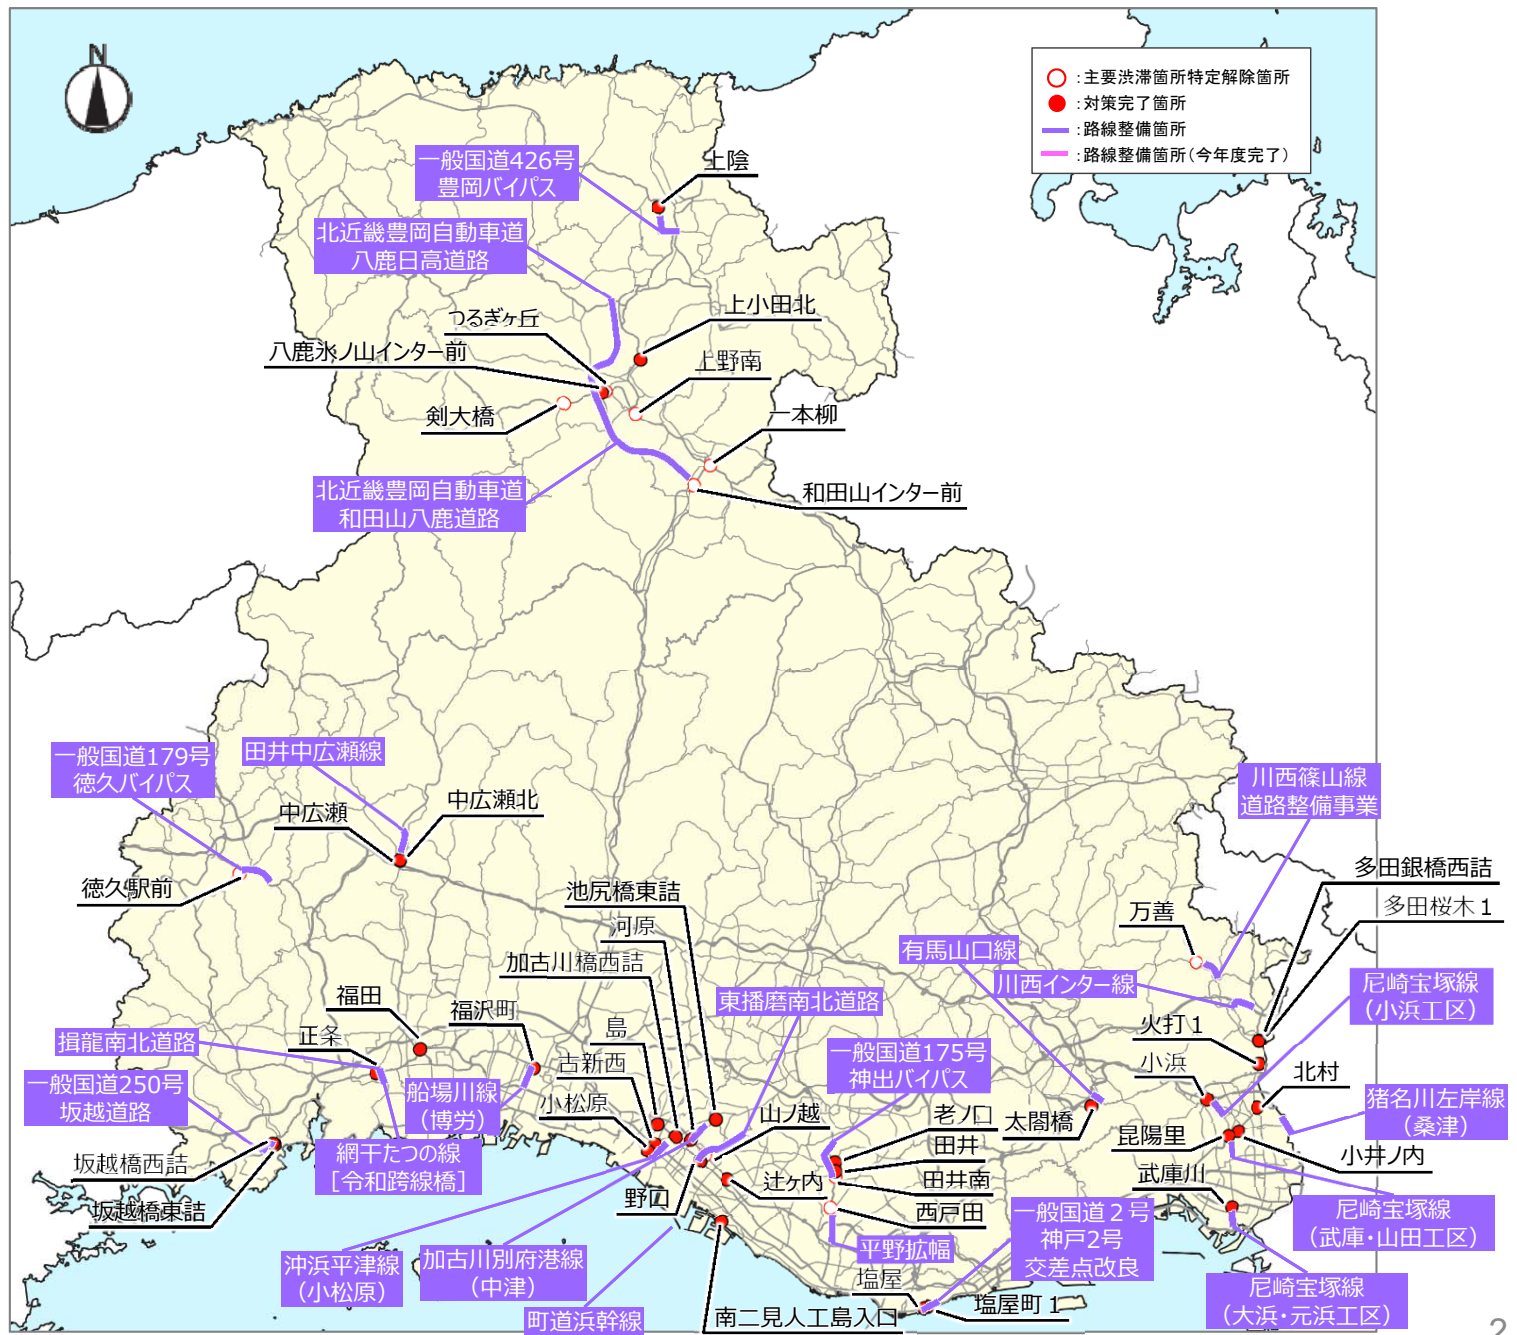 N
○：主要渋滞箇所特定解除箇所
●：対策完了箇所
：路線整備箇所
：路線整備箇所（今年度完了）
一般国道426号
豊岡バイパス
上陰
北近畿豊岡自動車道
八鹿日高道路
つるぎヶ丘
上小田北
八鹿氷ノ山インター前
上野南
剣大橋
一本柳
北近畿豊岡自動車道
和田山八鹿道路
和田山インター前
一般国道179号
徳久バイパス
田井中広瀬線
中広瀬
中広瀬北
徳久駅前
川西篠山線
道路整備事業
多田銀橋西詰
多田桜木１
万善
池尻橋東詰
河原
加古川橋西詰
有馬山口線
川西インター線
尼崎宝塚線
（小浜工区）
東播磨南北道路
福田
福沢町
島
火打１
正条
揖龍南北道路
古新西
一般国道175号
神出バイパス
小浜
北村
一般国道250号
坂越道路
船場川線
（博労）
小松原
山ノ越
老ノ口
太閤橋
猪名川左岸線
（桑津）
昆陽里
田井
小井ノ内
坂越橋西詰
網干たつの線
［令和跨線橋］
辻ヶ内
田井南
武庫川
坂越橋東詰
野口
西戸田
一般国道２号
神戸2号
交差点改良
尼崎宝塚線
（武庫・山田工区）
沖浜平津線
（小松原）
加古川別府港線
（中津）
平野拡幅
塩屋
塩屋町１
尼崎宝塚線
（大浜・元浜工区）
町道浜幹線
南二見人工島入口
2